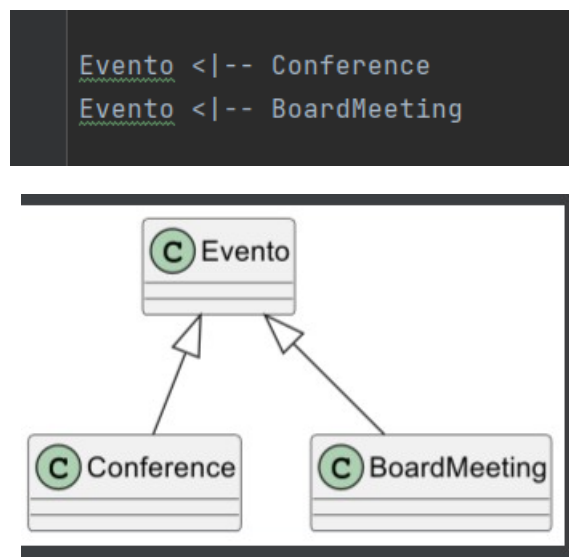 Evento <|-- Conference
Evento <|-- BoardMeeting
C Evento
C Conference
C BoardMeeting